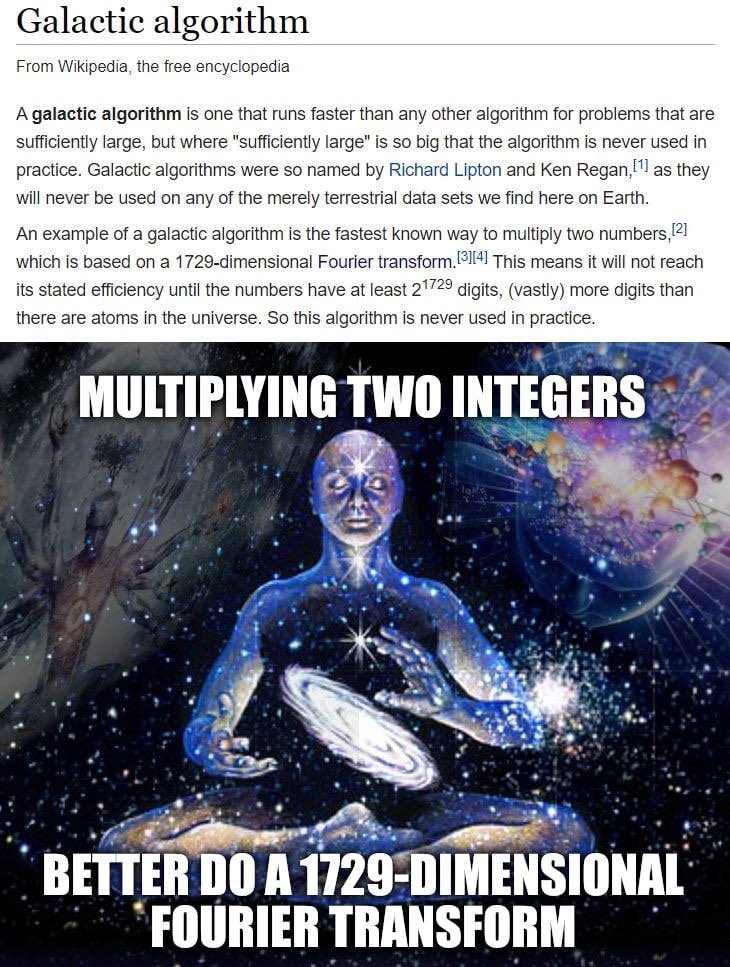 Galactic algorithm
From Wikipedia, the free encyclopedia
A galactic algorithm is one that runs faster than any other algorithm for problems that are
sufficiently large, but where "sufficiently large" is so big that the algorithm is never used in
practice. Galactic algorithms were so named by Richard Lipton and Ken Regan,[1] as they
will never be used on any of the merely terrestrial data sets we find here on Earth.
An example of a galactic algorithm is the fastest known way to multiply two numbers,[2]
which is based on a 1729-dimensional Fourier transform.[3][4] This means it will not reach
its stated efficiency until the numbers have at least 2^1729 digits, (vastly) more digits than
there are atoms in the universe. So this algorithm is never used in practice.
MULTIPLYING TWO INTEGERS
BETTER DO A 1729-DIMENSIONAL
FOURIER TRANSFORM